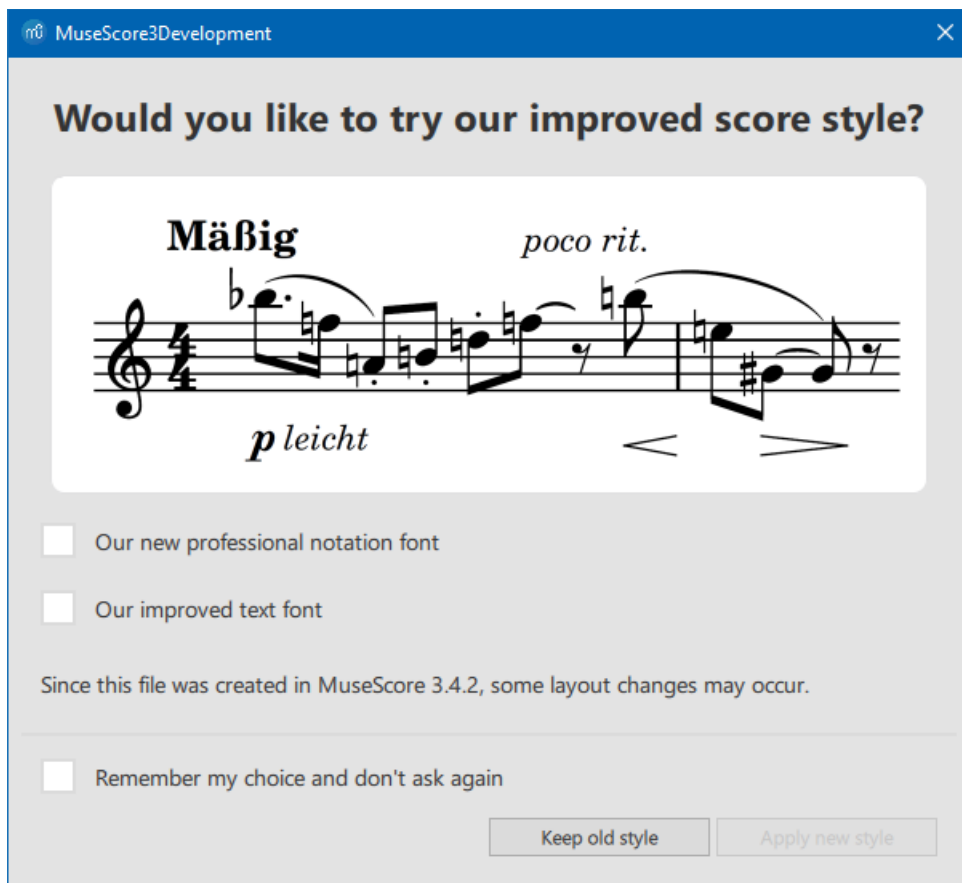 MuseScore3Development
Would you like to try our improved score style?
Mäßig
poco rit.
4
4
p leicht
Our new professional notation font
Our improved text font
Since this file was created in MuseScore 3.4.2, some layout changes may occur.
Remember my choice and don't ask again
Keep old style
Apply new style